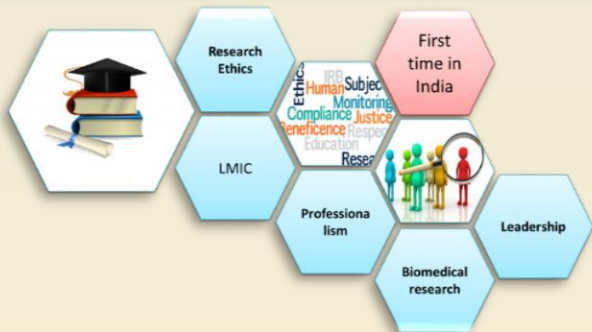 Research
Ethics
First
time in
India
IRB
Ethics
Human Subjec
Monitoring
Compliance Justice
Beneficence Respec
Education
Resea
LMIC
Professiona
lism
Leadership
Biomedical
research